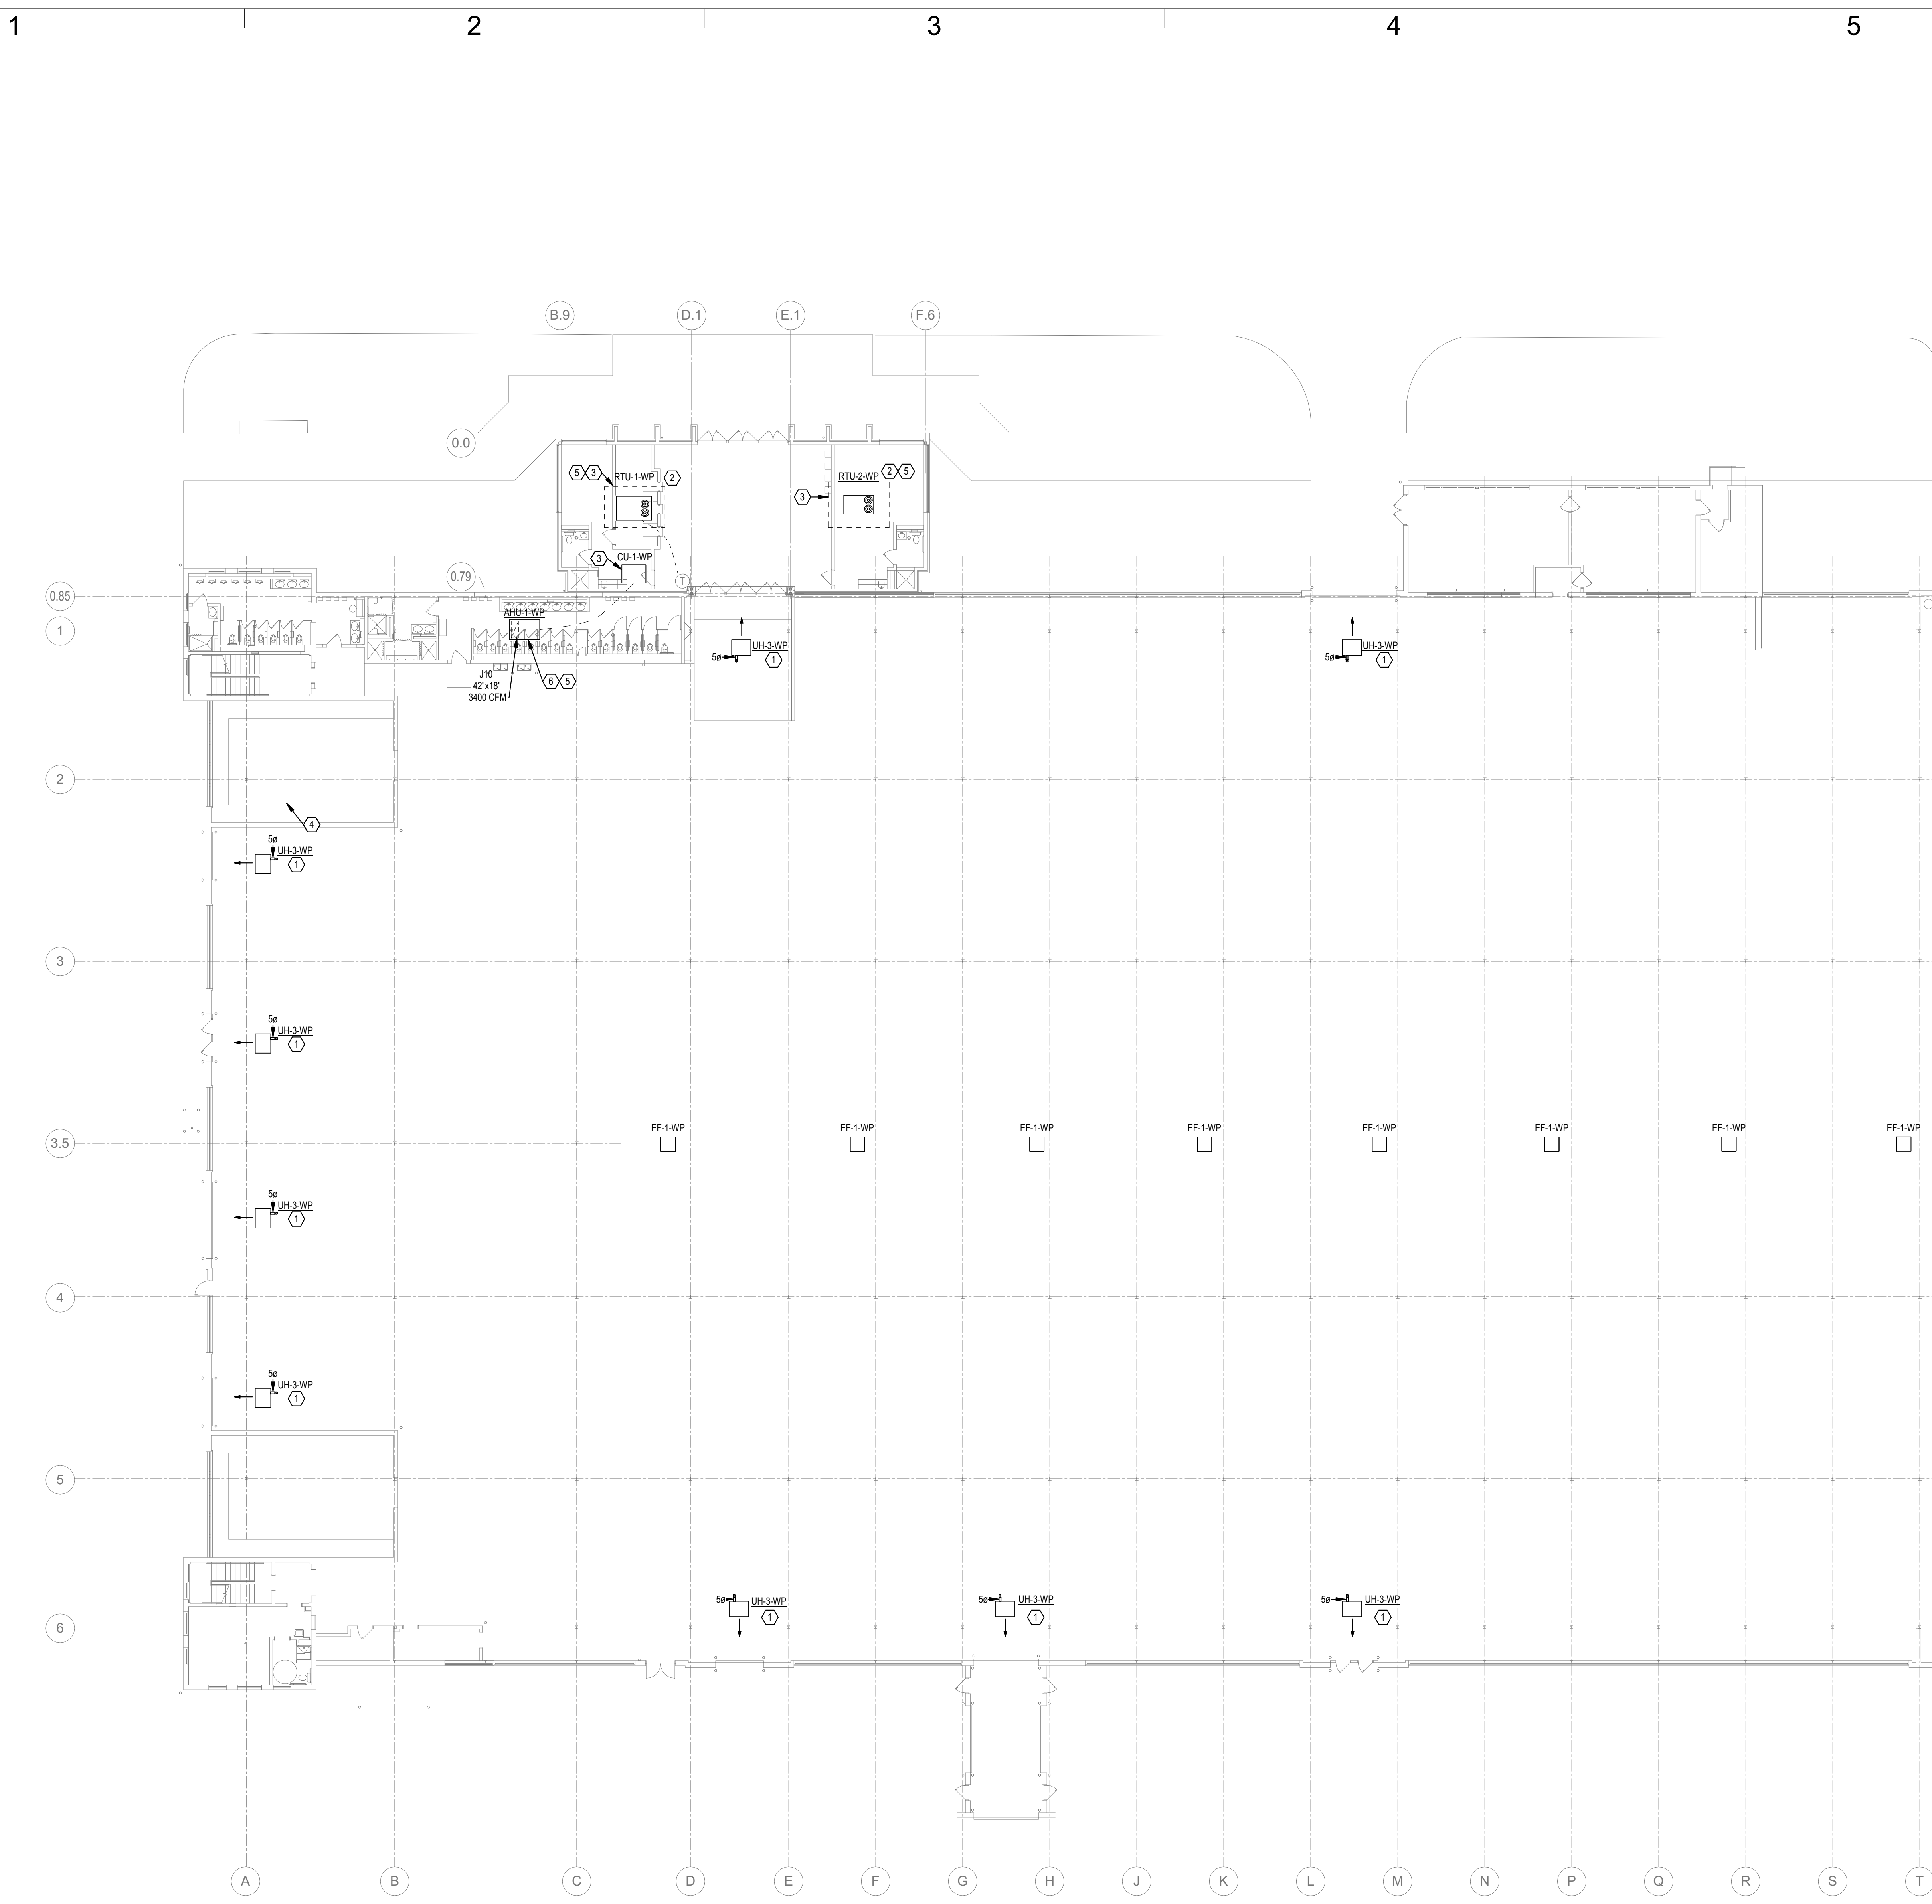 1
2
3
4
5
B.9
D.1
E.1
F.6
0.0
5
3
RTU-1-WP
2
RTU-2-WP
2
5
3
3
CU-1-WP
T
0.79
0.85
1
AHU-1-WP
J10
42"x18"
3400 CFM
6
5
5ø
UH-3-WP
1
5ø
UH-3-WP
1
2
4
5ø
UH-3-WP
1
3
5ø
UH-3-WP
1
3.5
EF-1-WP
EF-1-WP
EF-1-WP
EF-1-WP
EF-1-WP
EF-1-WP
EF-1-WP
EF-1-WP
5ø
UH-3-WP
1
4
5ø
UH-3-WP
1
5
6
5ø
UH-3-WP
1
5ø
UH-3-WP
1
5ø
UH-3-WP
1
A
B
C
D
E
F
G
H
J
K
L
M
N
P
Q
R
S
T